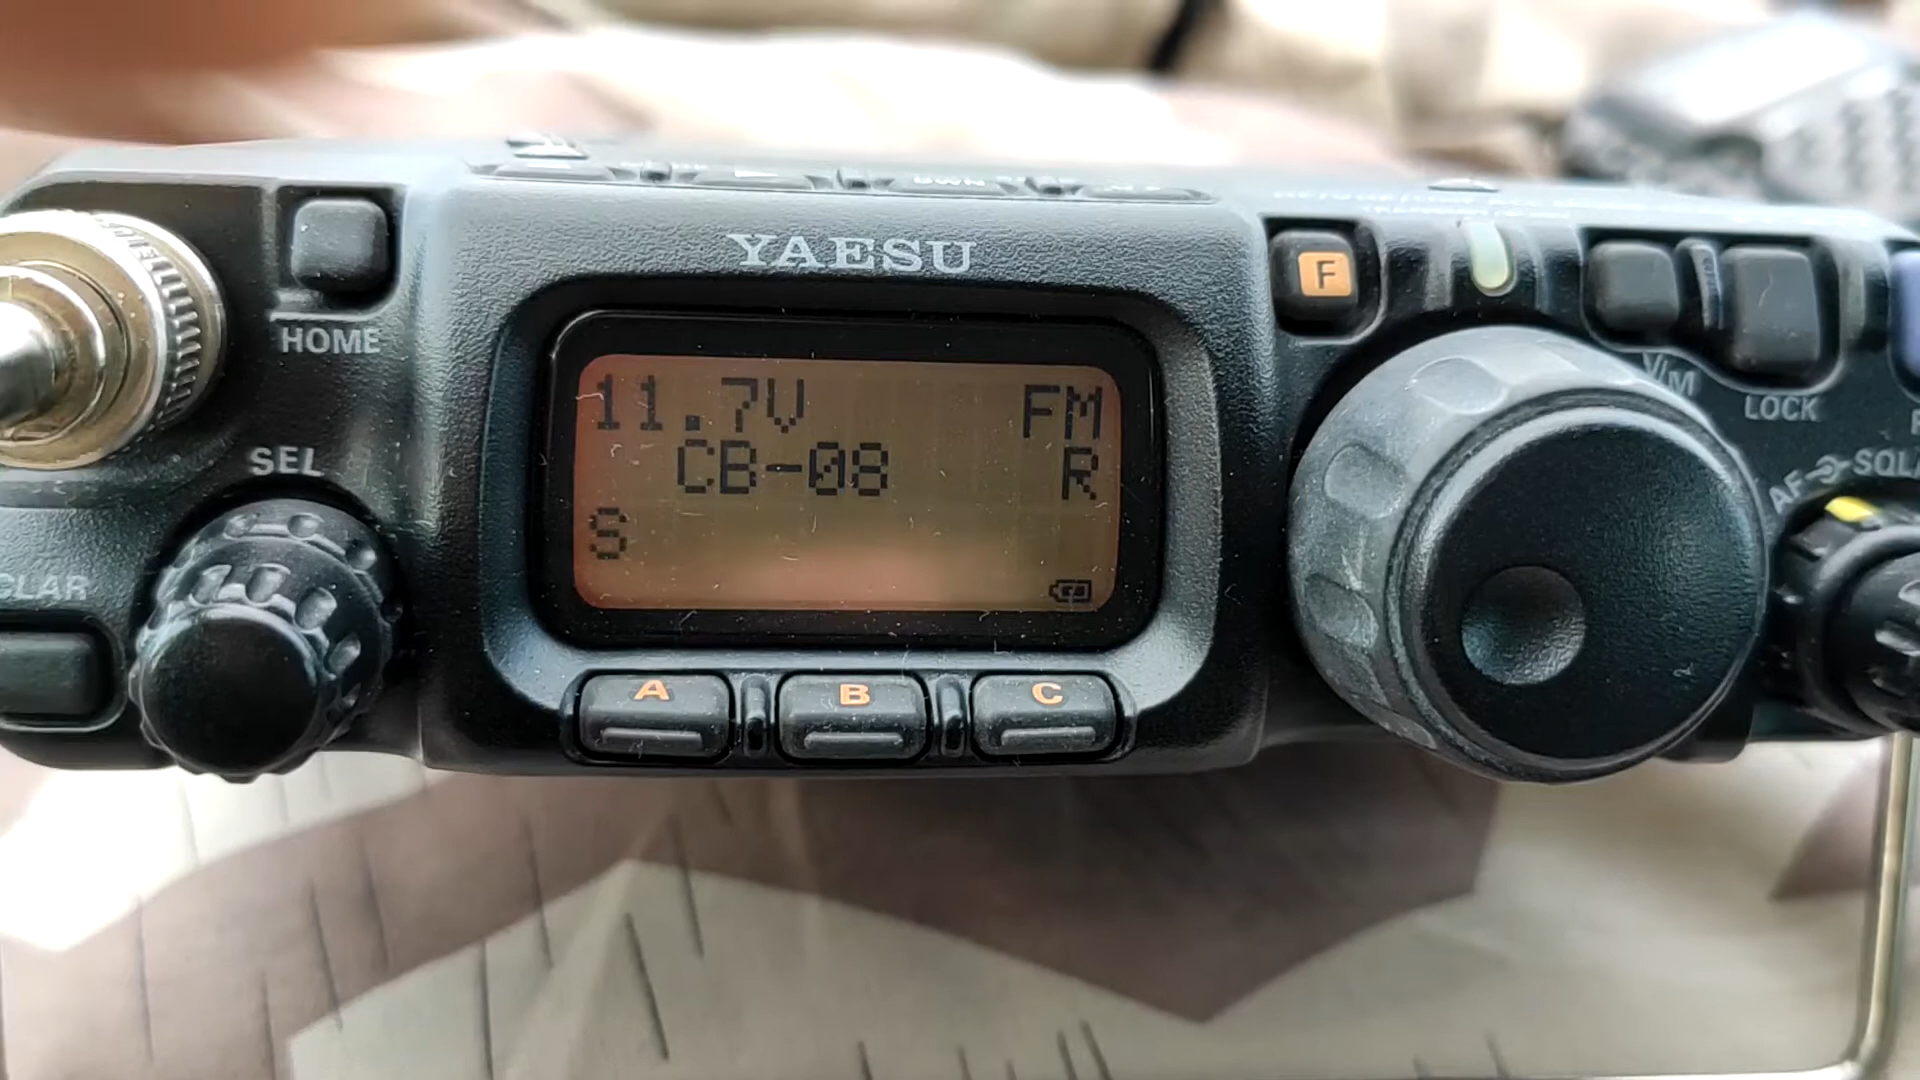 HOME
YAESU
F
11.7V FM
CB-08 R
S
SEL
V/M
LOCK
CLAR
AF
SQL/
A B C